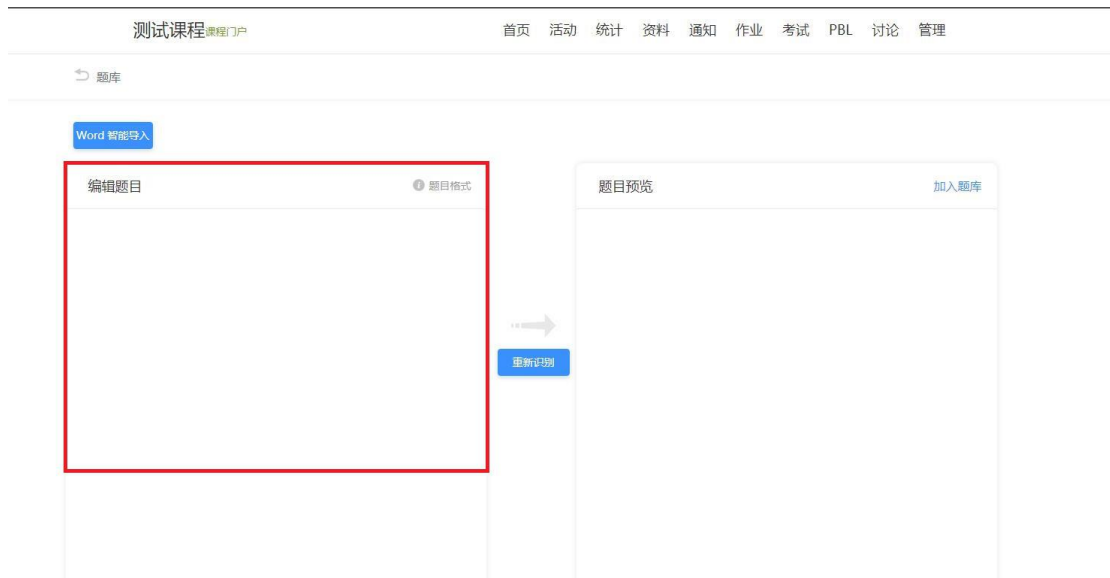 测试课程课程门户 首页 活动 统计 资料 通知 作业 考试 PBL 讨论 管理
题库
Word 智能导入
编辑题目 题目格式
题目预览 加入题库
重新识别